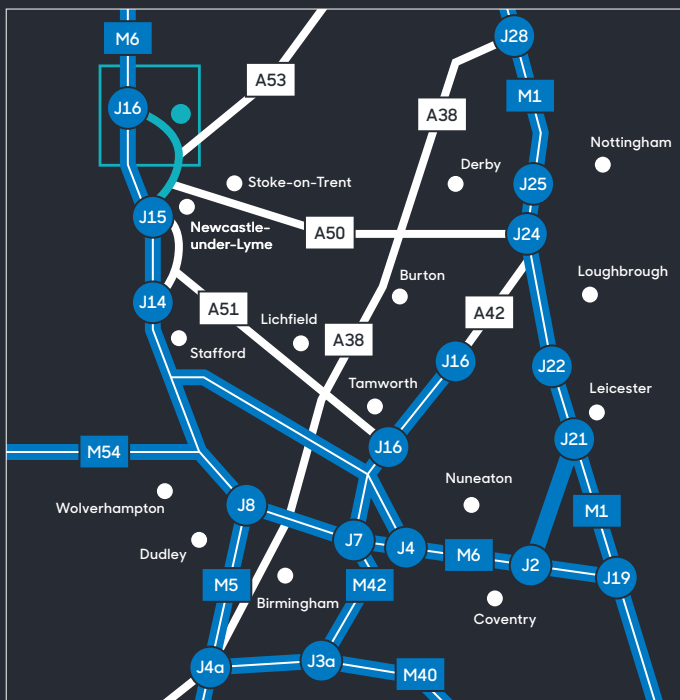 J28
M6
A53
M1
J16
A38
Nottingham
Derby
Stoke-on-Trent
J25
J15
Newcastle-
under-Lyme
A50
J24
Burton
Loughbrough
J14
A51
A42
Lichfield
A38
Stafford
J16
J22
Tamworth
Leicester
J16
J21
M54
Nuneaton
Wolverhampton
J8
M1
J7
J4
M6
J2
Dudley
J19
M5
M42
Birmingham
Coventry
J4a
J3a
M40